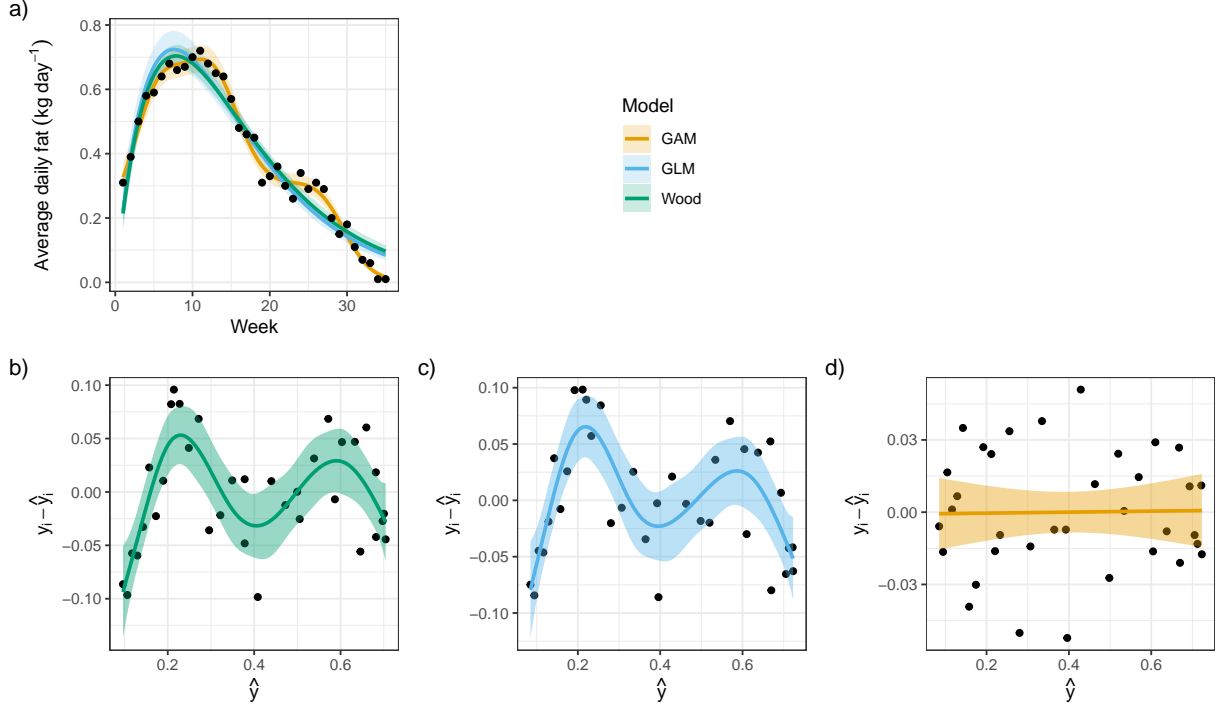 a)
Average daily fat (kg day⁻¹)
0.8
0.6
0.4
0.2
0.0
0
10
20
30
Week
Model
GAM
GLM
Wood
b)
yᵢ − ŷᵢ
0.10
0.05
0.00
−0.05
−0.10
0.2
0.4
0.6
ŷ
c)
yᵢ − ŷᵢ
0.10
0.05
0.00
−0.05
−0.10
0.2
0.4
0.6
ŷ
d)
yᵢ − ŷᵢ
0.03
0.00
−0.03
0.2
0.4
0.6
ŷ